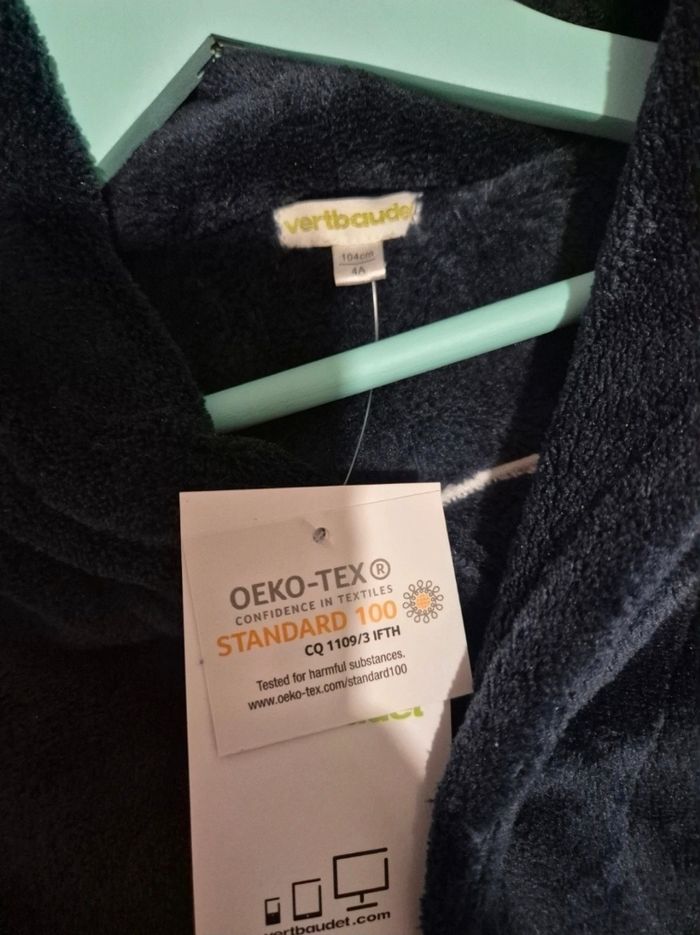 vertbaudet
104cm
4A
OEKO-TEX®
CONFIDENCE IN TEXTILES
STANDARD 100
CQ 1109/3 IFTH
Tested for harmful substances.
www.oeko-tex.com/standard100
vertbaudet.com